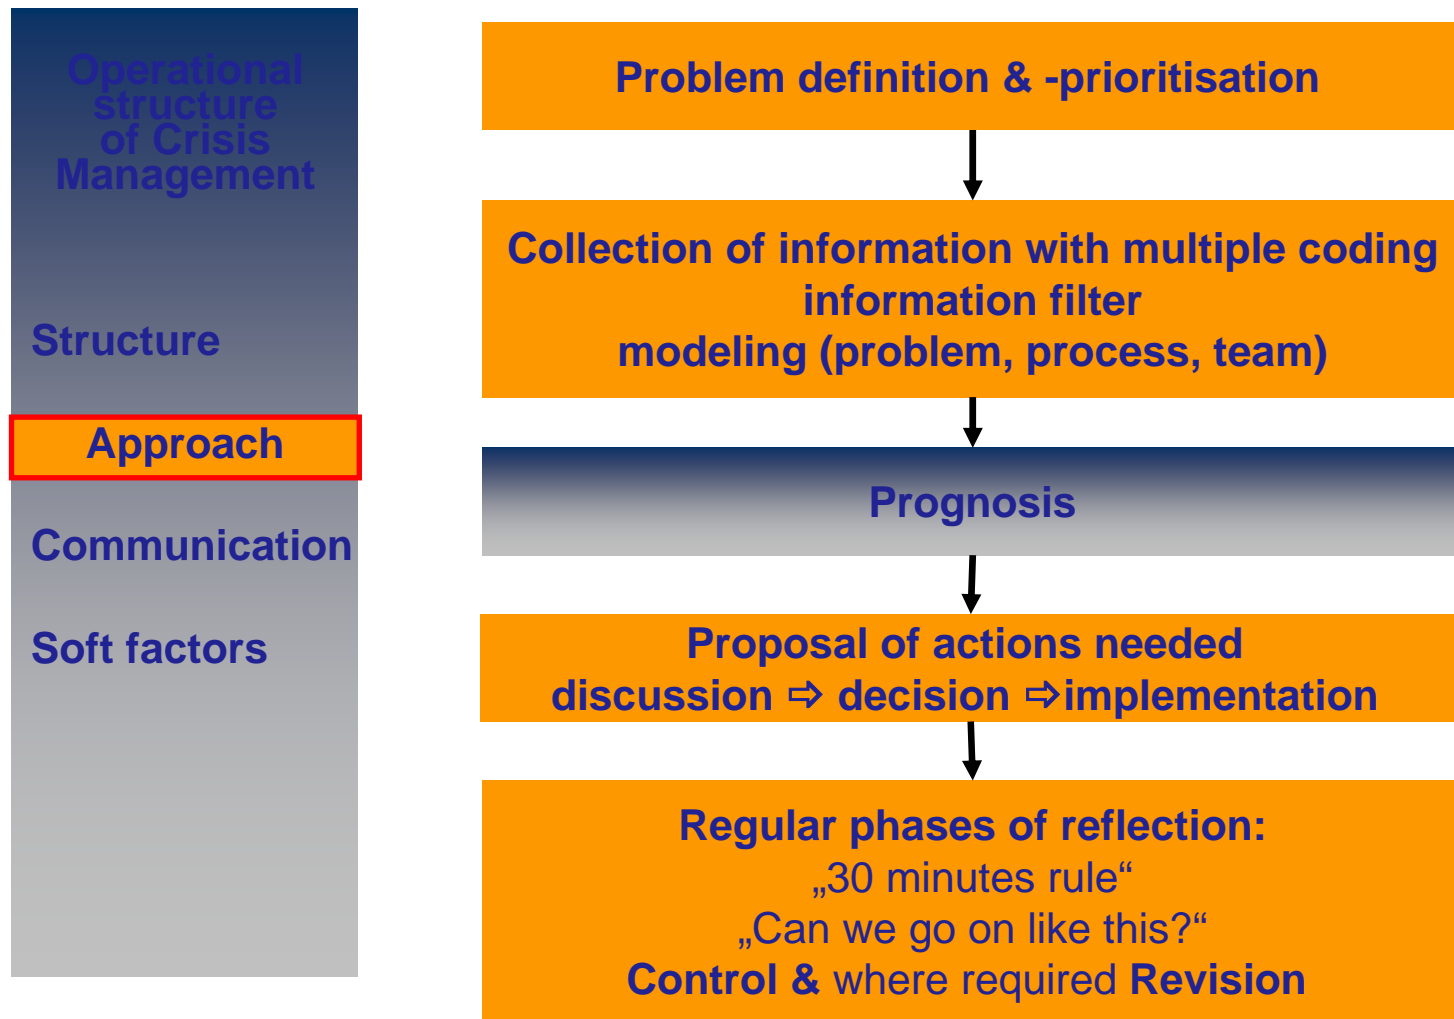 Operational
structure
of Crisis
Management
Structure
Approach
Communication
Soft factors
Problem definition & -prioritisation
Collection of information with multiple coding
information filter
modeling (problem, process, team)
Prognosis
Proposal of actions needed
discussion ⇨ decision ⇨implementation
Regular phases of reflection:
„30 minutes rule“
„Can we go on like this?“
Control & where required Revision